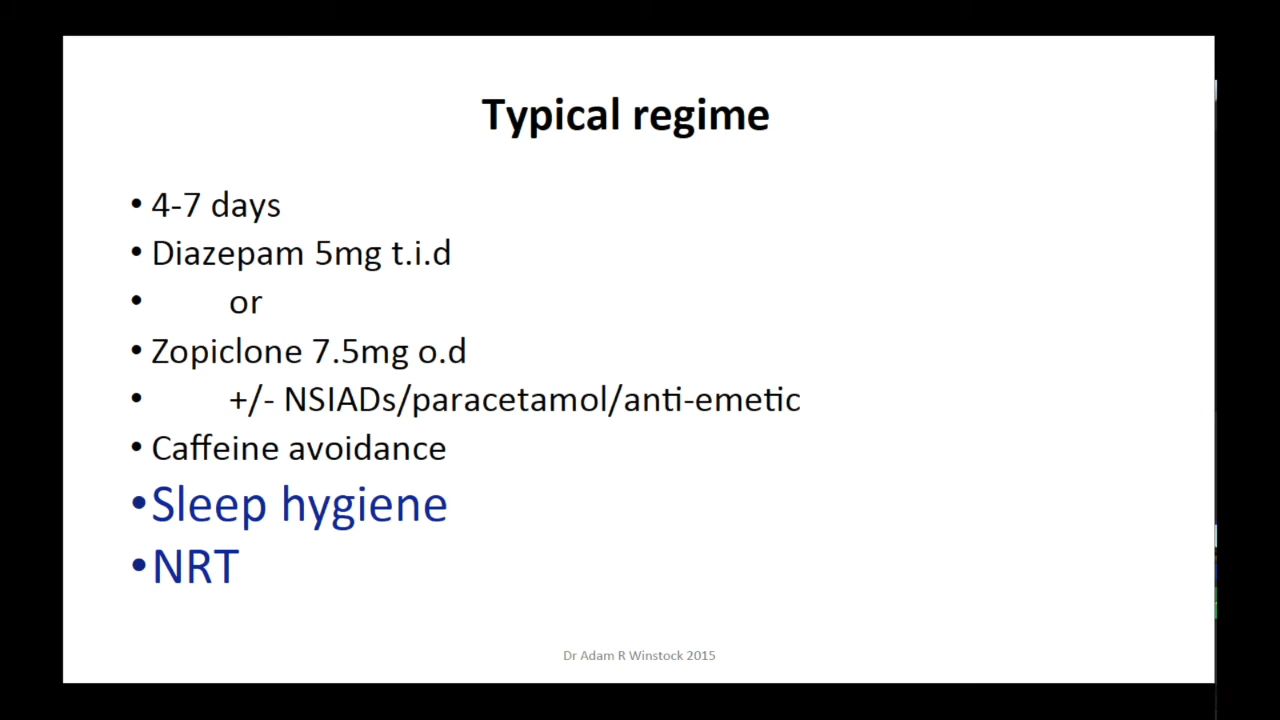 Typical regime
• 4-7 days
• Diazepam 5mg t.i.d
• or
• Zopiclone 7.5mg o.d
• +/- NSIADs/paracetamol/anti-emetic
• Caffeine avoidance
• Sleep hygiene
• NRT
Dr Adam R Winstock 2015